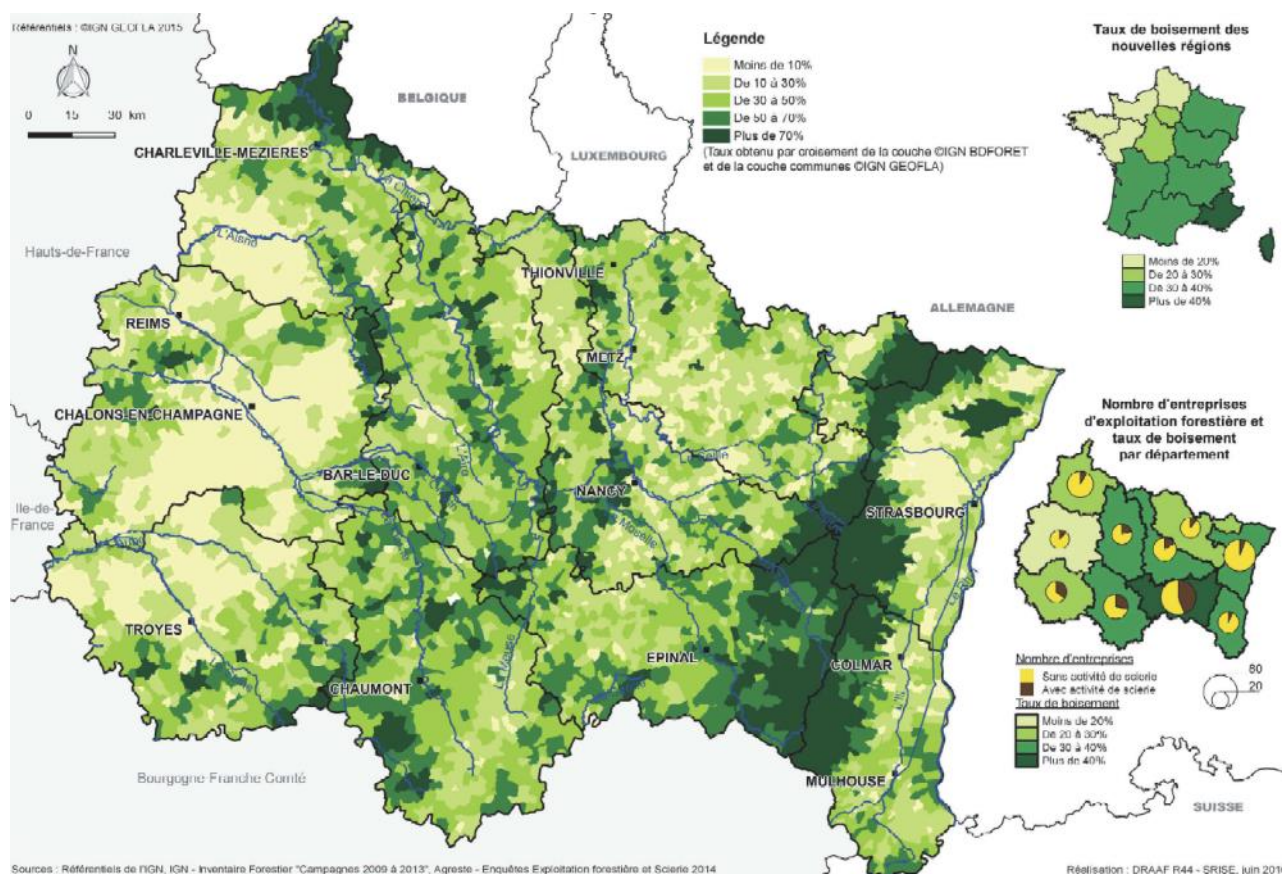 Référentiels : ©IGN GEOFLA 2015
N
0 15 30 km
Légende
Moins de 10%
De 10 à 30%
De 30 à 50%
De 50 à 70%
Plus de 70%
(Taux obtenu par croisement de la couche ©IGN BDFORET
et de la couche communes ©IGN GEOFLA)
Taux de boisement des
nouvelles régions
Moins de 20%
De 20 à 30%
De 30 à 40%
Plus de 40%
BELGIQUE
LUXEMBOURG
ALLEMAGNE
SUISSE
Hauts-de-France
Ile-de-
France
Bourgogne Franche Comté
CHARLEVILLE-MEZIERES
L'Aisne
THIONVILLE
REIMS
METZ
CHALONS-EN-CHAMPAGNE
BAR-LE-DUC
NANCY
Moselle
STRASBOURG
TROYES
CHAUMONT
La Meuse
EPINAL
COLMAR
L'Ill
MULHOUSE
Nombre d'entreprises
d'exploitation forestière et
taux de boisement
par département
Nombre d'entreprises
Sans activité de scierie
Avec activité de scierie
80
20
Taux de boisement
Moins de 20%
De 20 à 30%
De 30 à 40%
Plus de 40%
Sources : Référentiels de l'IGN, IGN - Inventaire Forestier "Campagnes 2009 à 2013", Agreste - Enquêtes Exploitation forestière et Scierie 2014
Réalisation : DRAAF R44 - SRISE, juin 201